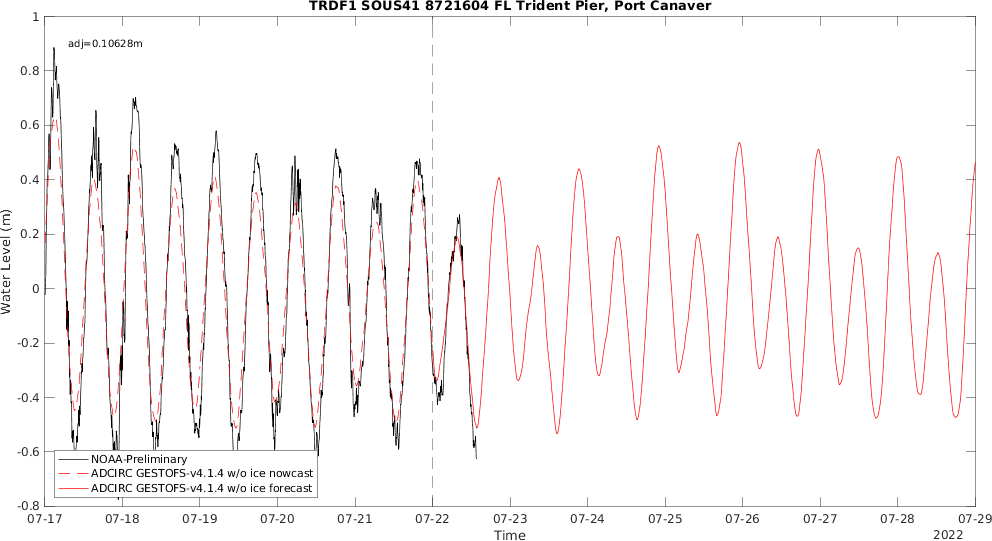 TRDF1 SOUS41 8721604 FL Trident Pier, Port Canaver
1
adj=0.10628m
0.8
0.6
0.4
0.2
0
-0.2
-0.4
-0.6
-0.8
Water Level (m)
NOAA-Preliminary
ADCIRC GESTOFS-v4.1.4 w/o ice nowcast
ADCIRC GESTOFS-v4.1.4 w/o ice forecast
07-17 07-18 07-19 07-20 07-21 07-22 07-23 07-24 07-25 07-26 07-27 07-28 07-29
Time
2022